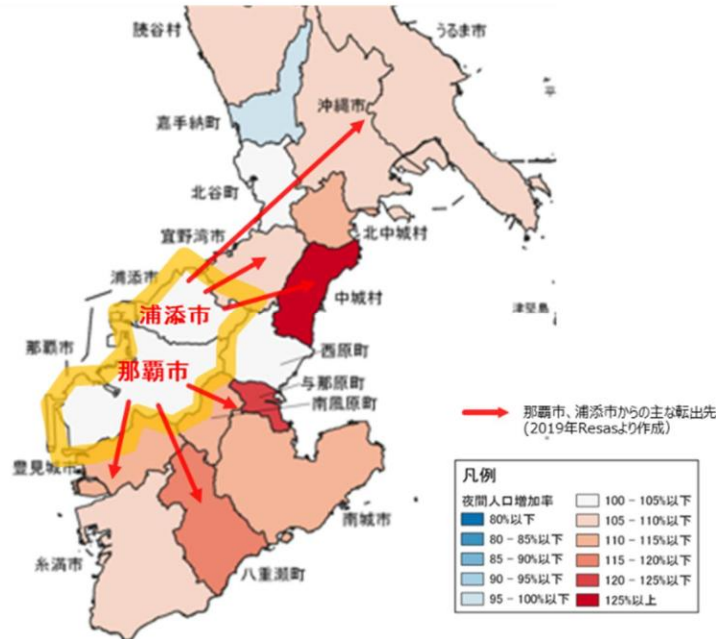 読谷村
うるま市
沖縄市
嘉手納町
北谷町
宜野湾市
北中城村
浦添市
浦添市
中城村
津堅島
那覇市
那覇市
西原町
与那原町
南風原町
豊見城市
南城市
糸満市
八重瀬町
那覇市、浦添市からの主な転出先
(2019年Resasより作成)
凡例
夜間人口増加率
80%以下
80 - 85%以下
85 - 90%以下
90 - 95%以下
95 - 100%以下
100 - 105%以下
105 - 110%以下
110 - 115%以下
115 - 120%以下
120 - 125%以下
125%以上